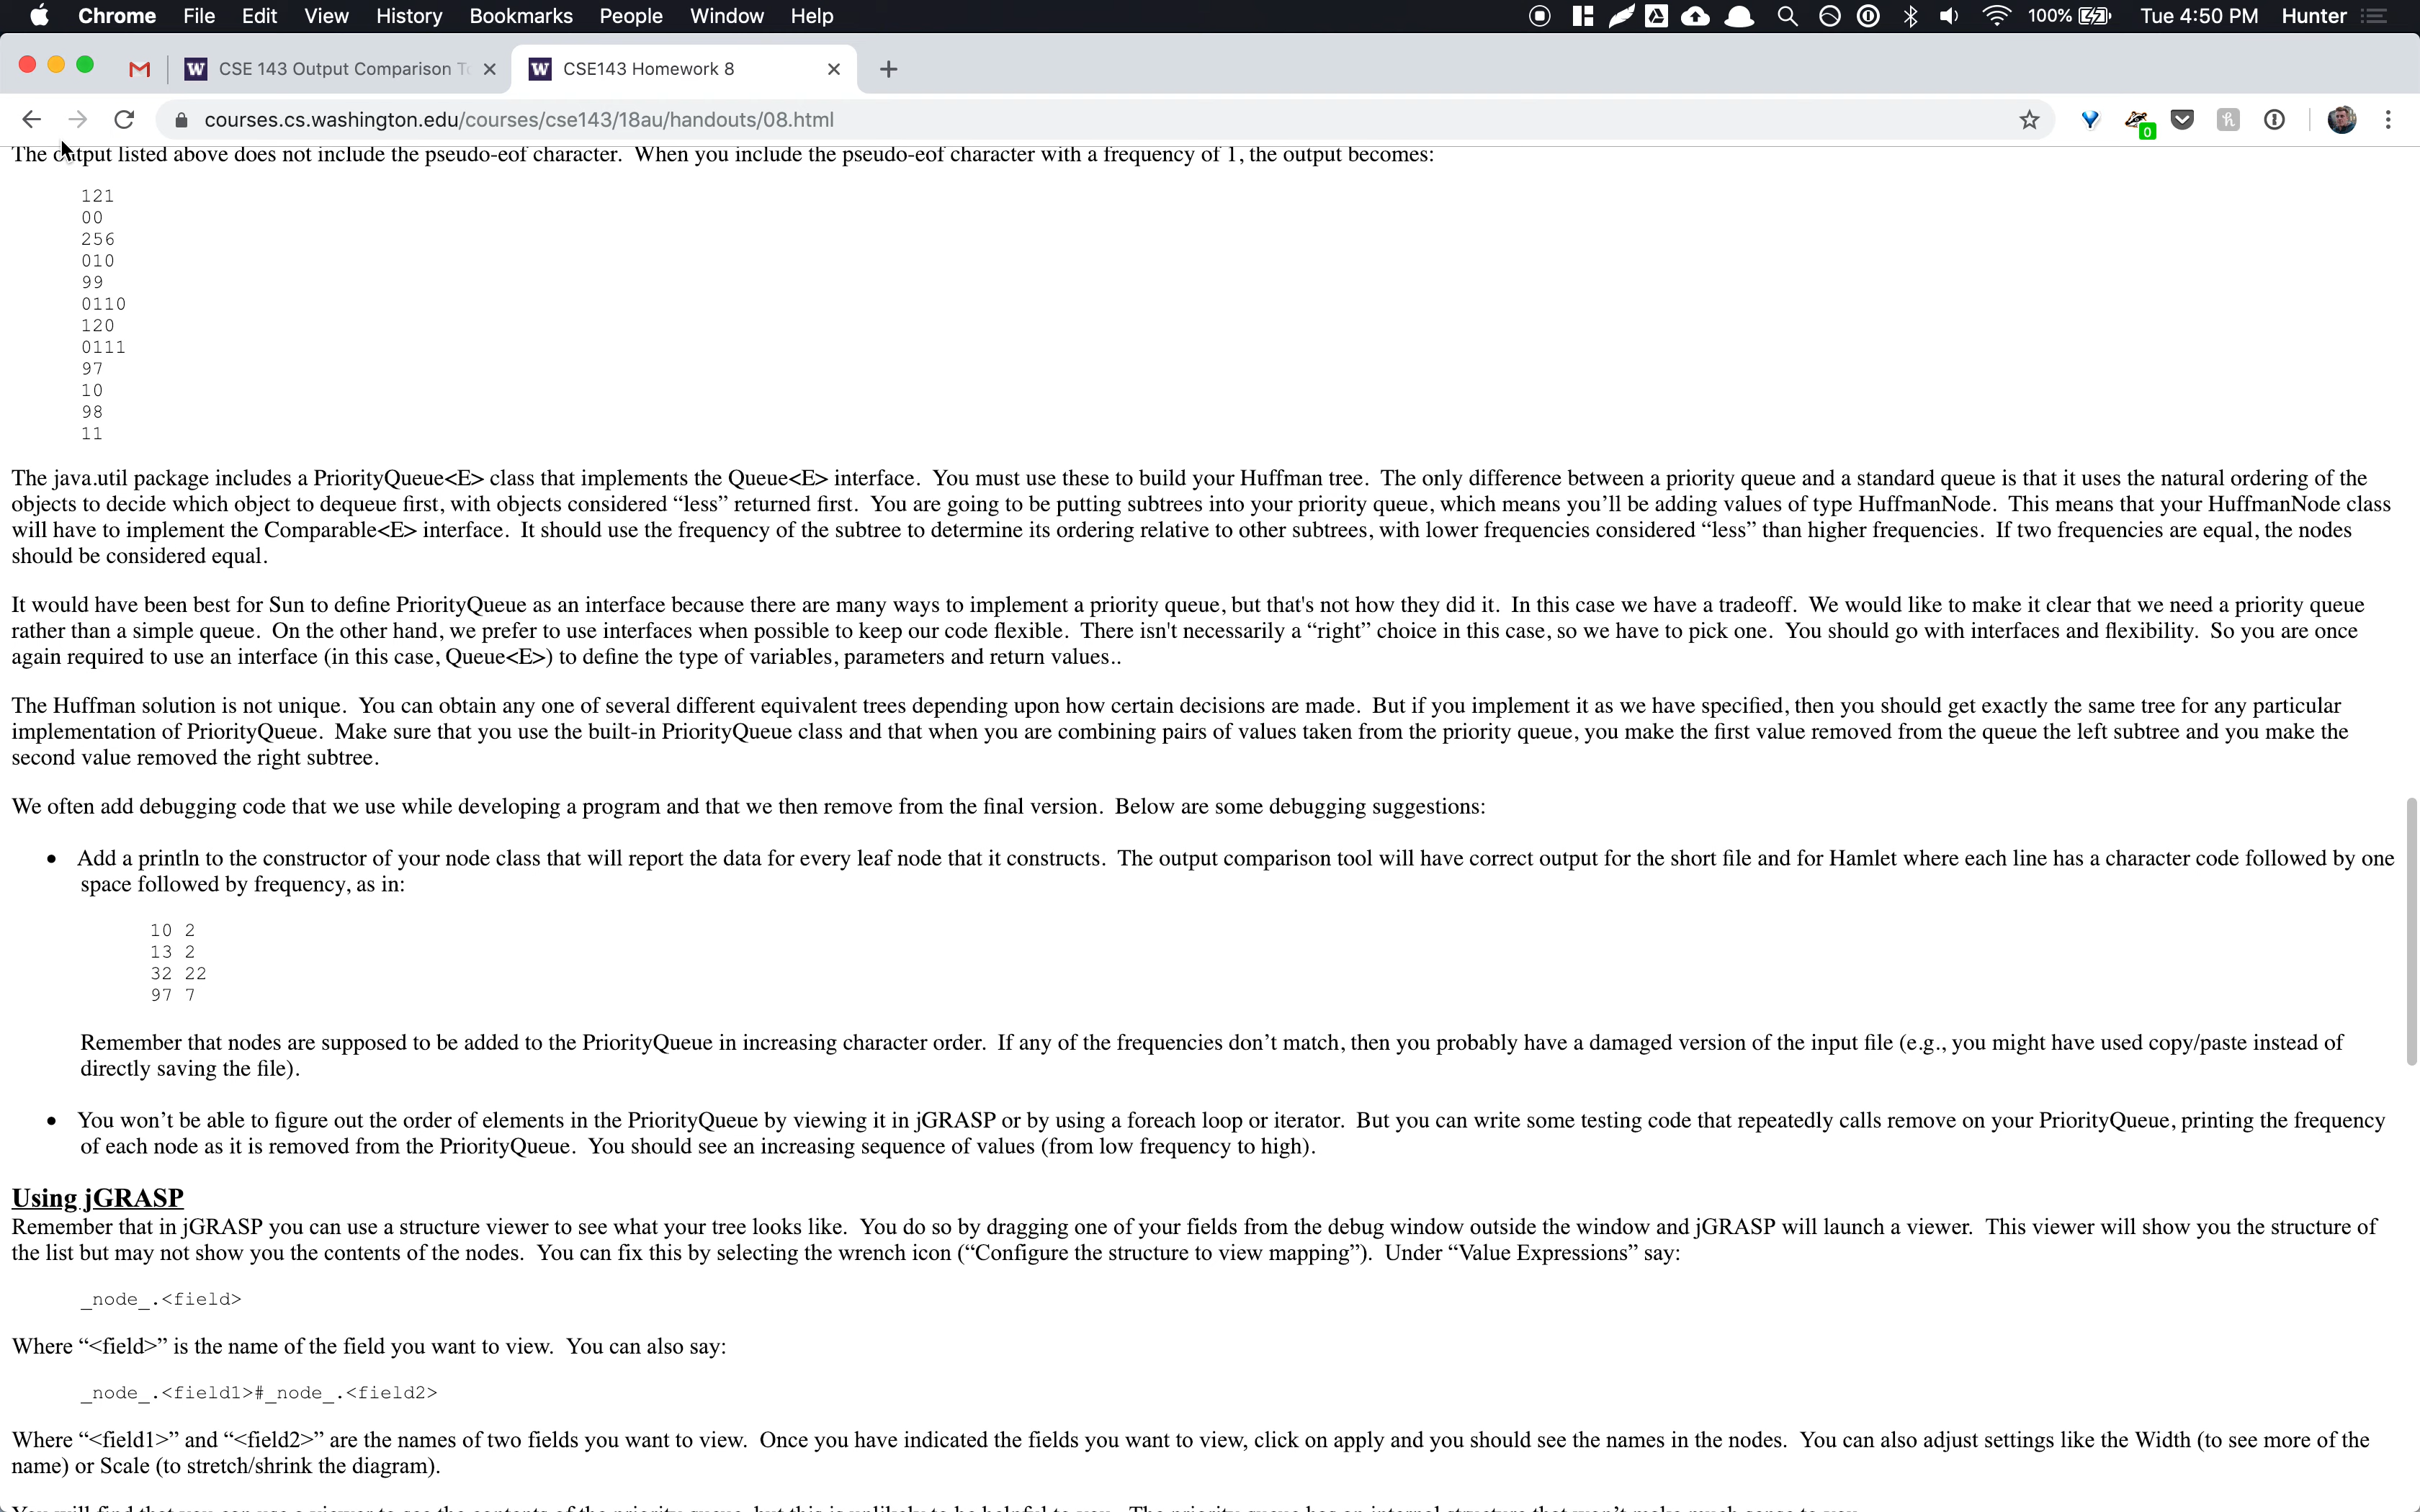 Chrome File Edit View History Bookmarks People Window Help 100% Tue 4:50 PM Hunter
CSE 143 Output Comparison CSE143 Homework 8
courses.cs.washington.edu/courses/cse143/18au/handouts/08.html
0
The output listed above does not include the pseudo-eof character. When you include the pseudo-eof character with a frequency of 1, the output becomes:
121
00
256
010
99
0110
120
0111
97
10
98
11
The java.util package includes a PriorityQueue<E> class that implements the Queue<E> interface. You must use these to build your Huffman tree. The only difference between a priority queue and a standard queue is that it uses the natural ordering of the
objects to decide which object to dequeue first, with objects considered “less” returned first. You are going to be putting subtrees into your priority queue, which means you’ll be adding values of type HuffmanNode. This means that your HuffmanNode class
will have to implement the Comparable<E> interface. It should use the frequency of the subtree to determine its ordering relative to other subtrees, with lower frequencies considered “less” than higher frequencies. If two frequencies are equal, the nodes
should be considered equal.
It would have been best for Sun to define PriorityQueue as an interface because there are many ways to implement a priority queue, but that's not how they did it. In this case we have a tradeoff. We would like to make it clear that we need a priority queue
rather than a simple queue. On the other hand, we prefer to use interfaces when possible to keep our code flexible. There isn't necessarily a “right” choice in this case, so we have to pick one. You should go with interfaces and flexibility. So you are once
again required to use an interface (in this case, Queue<E>) to define the type of variables, parameters and return values..
The Huffman solution is not unique. You can obtain any one of several different equivalent trees depending upon how certain decisions are made. But if you implement it as we have specified, then you should get exactly the same tree for any particular
implementation of PriorityQueue. Make sure that you use the built-in PriorityQueue class and that when you are combining pairs of values taken from the priority queue, you make the first value removed from the queue the left subtree and you make the
second value removed the right subtree.
We often add debugging code that we use while developing a program and that we then remove from the final version. Below are some debugging suggestions:
• Add a println to the constructor of your node class that will report the data for every leaf node that it constructs. The output comparison tool will have correct output for the short file and for Hamlet where each line has a character code followed by one
space followed by frequency, as in:
10 2
13 2
32 22
97 7
Remember that nodes are supposed to be added to the PriorityQueue in increasing character order. If any of the frequencies don’t match, then you probably have a damaged version of the input file (e.g., you might have used copy/paste instead of
directly saving the file).
• You won’t be able to figure out the order of elements in the PriorityQueue by viewing it in jGRASP or by using a foreach loop or iterator. But you can write some testing code that repeatedly calls remove on your PriorityQueue, printing the frequency
of each node as it is removed from the PriorityQueue. You should see an increasing sequence of values (from low frequency to high).
Using jGRASP
Remember that in jGRASP you can use a structure viewer to see what your tree looks like. You do so by dragging one of your fields from the debug window outside the window and jGRASP will launch a viewer. This viewer will show you the structure of
the list but may not show you the contents of the nodes. You can fix this by selecting the wrench icon (“Configure the structure to view mapping”). Under “Value Expressions” say:
_node_.<field>
Where “<field>” is the name of the field you want to view. You can also say:
_node_.<field1>#_node_.<field2>
Where “<field1>” and “<field2>” are the names of two fields you want to view. Once you have indicated the fields you want to view, click on apply and you should see the names in the nodes. You can also adjust settings like the Width (to see more of the
name) or Scale (to stretch/shrink the diagram).